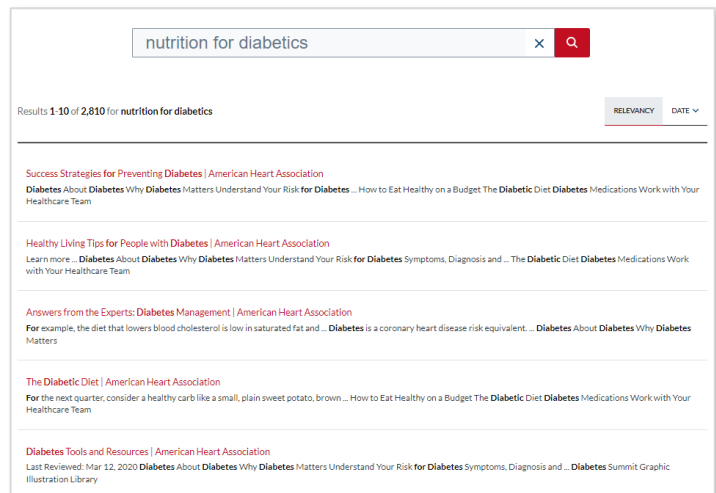 nutrition for diabetics
Results 1-10 of 2,810 for nutrition for diabetics
RELEVANCY DATE
Success Strategies for Preventing Diabetes | American Heart Association
Diabetes About Diabetes Why Diabetes Matters Understand Your Risk for Diabetes ... How to Eat Healthy on a Budget The Diabetic Diet Diabetes Medications Work with Your
Healthcare Team
Healthy Living Tips for People with Diabetes | American Heart Association
Learn more ... Diabetes About Diabetes Why Diabetes Matters Understand Your Risk for Diabetes Symptoms, Diagnosis and ... The Diabetic Diet Diabetes Medications Work
with Your Healthcare Team
Answers from the Experts: Diabetes Management | American Heart Association
For example, the diet that lowers blood cholesterol is low in saturated fat and ... Diabetes is a coronary heart disease risk equivalent. ... Diabetes About Diabetes Why Diabetes
Matters
The Diabetic Diet | American Heart Association
For the next quarter, consider a healthy carb like a small, plain sweet potato, brown ... How to Eat Healthy on a Budget The Diabetic Diet Diabetes Medications Work with Your
Healthcare Team
Diabetes Tools and Resources | American Heart Association
Last Reviewed: Mar 12, 2020 Diabetes About Diabetes Why Diabetes Matters Understand Your Risk for Diabetes Symptoms, Diagnosis and ... Diabetes Summit Graphic
Illustration Library